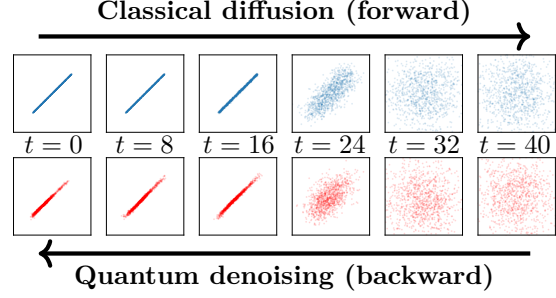 Classical diffusion (forward)
t = 0 t = 8 t = 16 t = 24 t = 32 t = 40
Quantum denoising (backward)